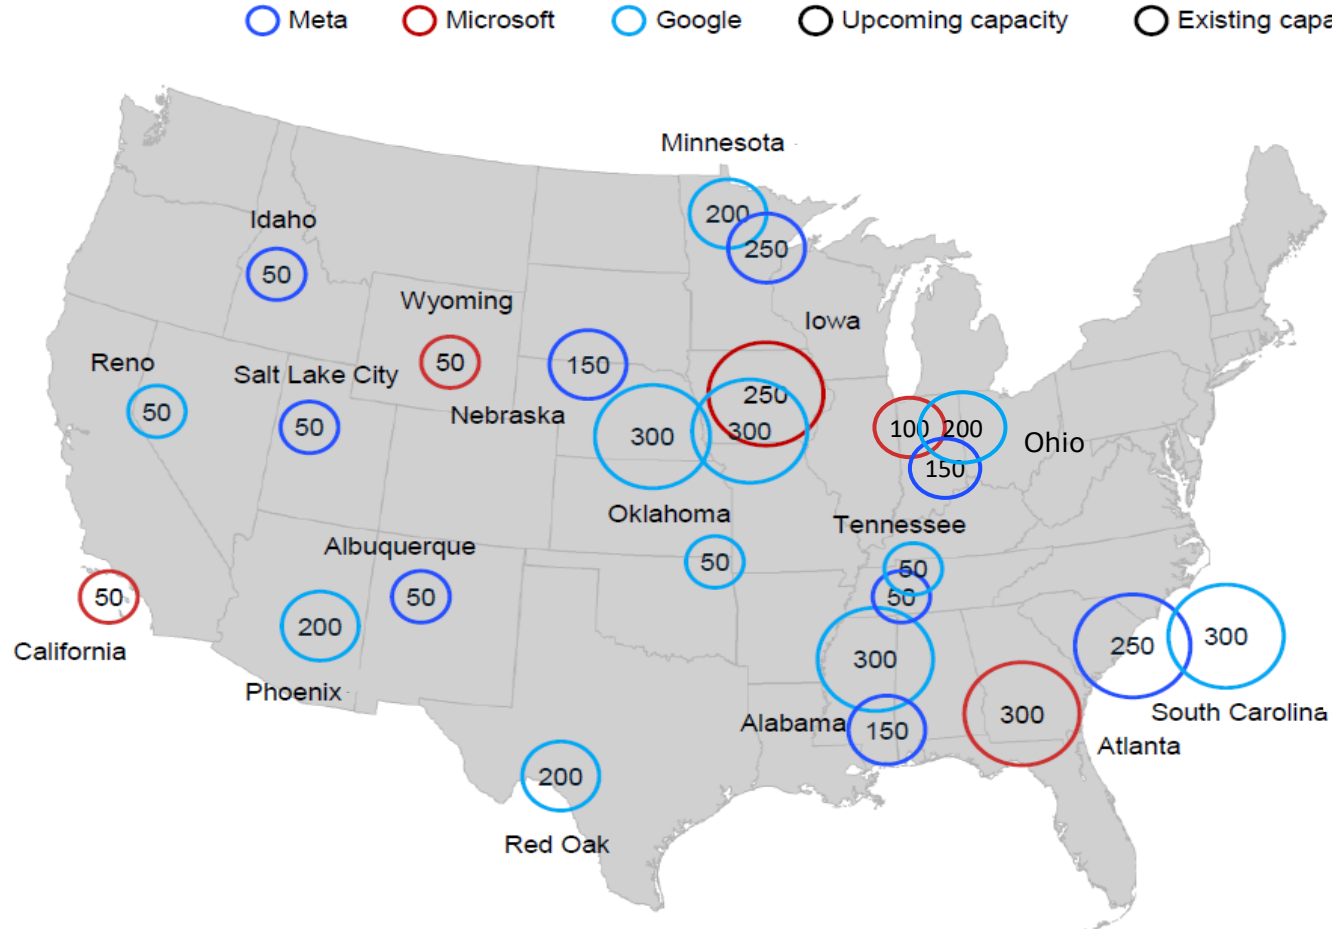 Meta Microsoft Google Upcoming capacity Existing capa
Minnesota
200
250
Idaho
50
Wyoming
50
Iowa
250
300
Reno
50
Salt Lake City
50
150
Nebraska
300
100 200
150
Ohio
Oklahoma
50
Tennessee
50
50
Albuquerque
50
50
California
200
Phoenix
300
Alabama
150
250
300
South Carolina
300
Atlanta
200
Red Oak